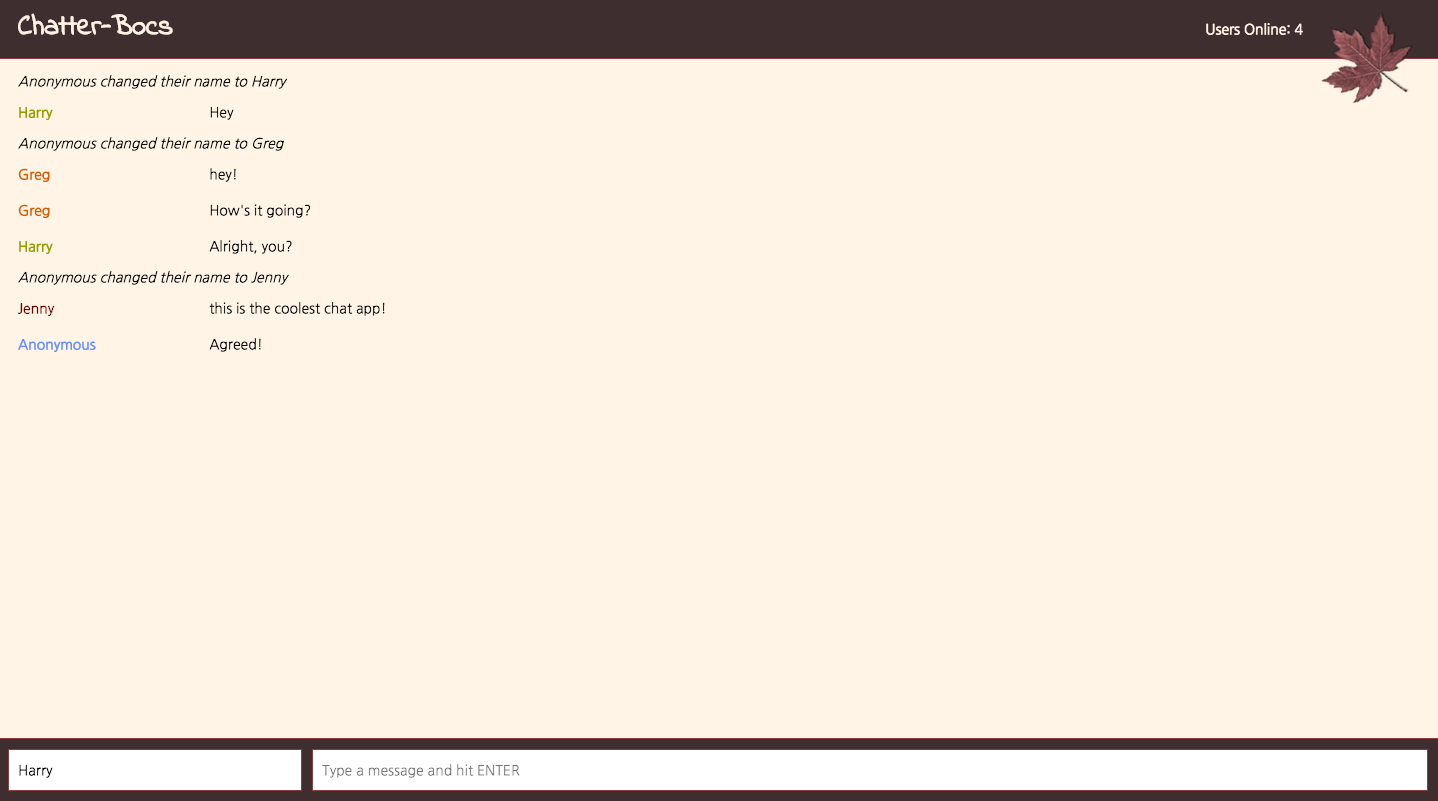 Chatter-Bocs
Users Online: 4
Anonymous changed their name to Harry
Harry Hey
Anonymous changed their name to Greg
Greg hey!
Greg How's it going?
Harry Alright, you?
Anonymous changed their name to Jenny
Jenny this is the coolest chat app!
Anonymous Agreed!
Harry Type a message and hit ENTER